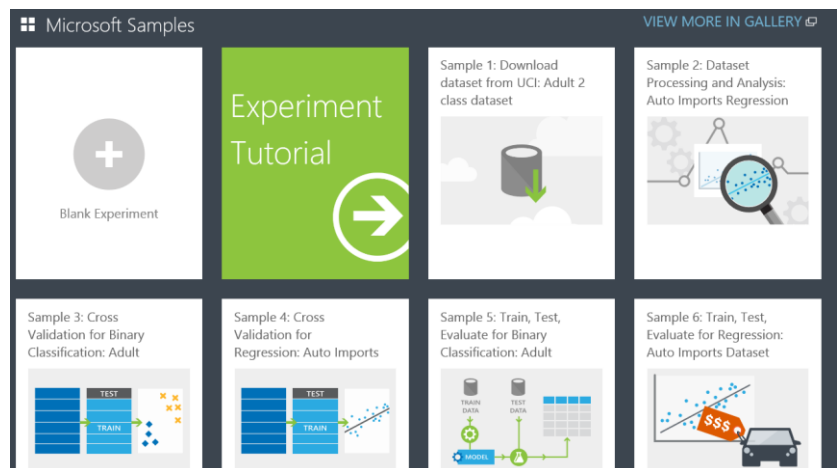 Microsoft Samples
VIEW MORE IN GALLERY
Blank Experiment
Experiment
Tutorial
Sample 1: Download
dataset from UCI: Adult 2
class dataset
Sample 2: Dataset
Processing and Analysis:
Auto Imports Regression
Sample 3: Cross
Validation for Binary
Classification: Adult
TEST
TRAIN
Sample 4: Cross
Validation for
Regression: Auto Imports
TEST
TRAIN
Sample 5: Train, Test,
Evaluate for Binary
Classification: Adult
TRAIN
DATA
TEST
DATA
MODEL
Sample 6: Train, Test,
Evaluate for Regression:
Auto Imports Dataset
$$$